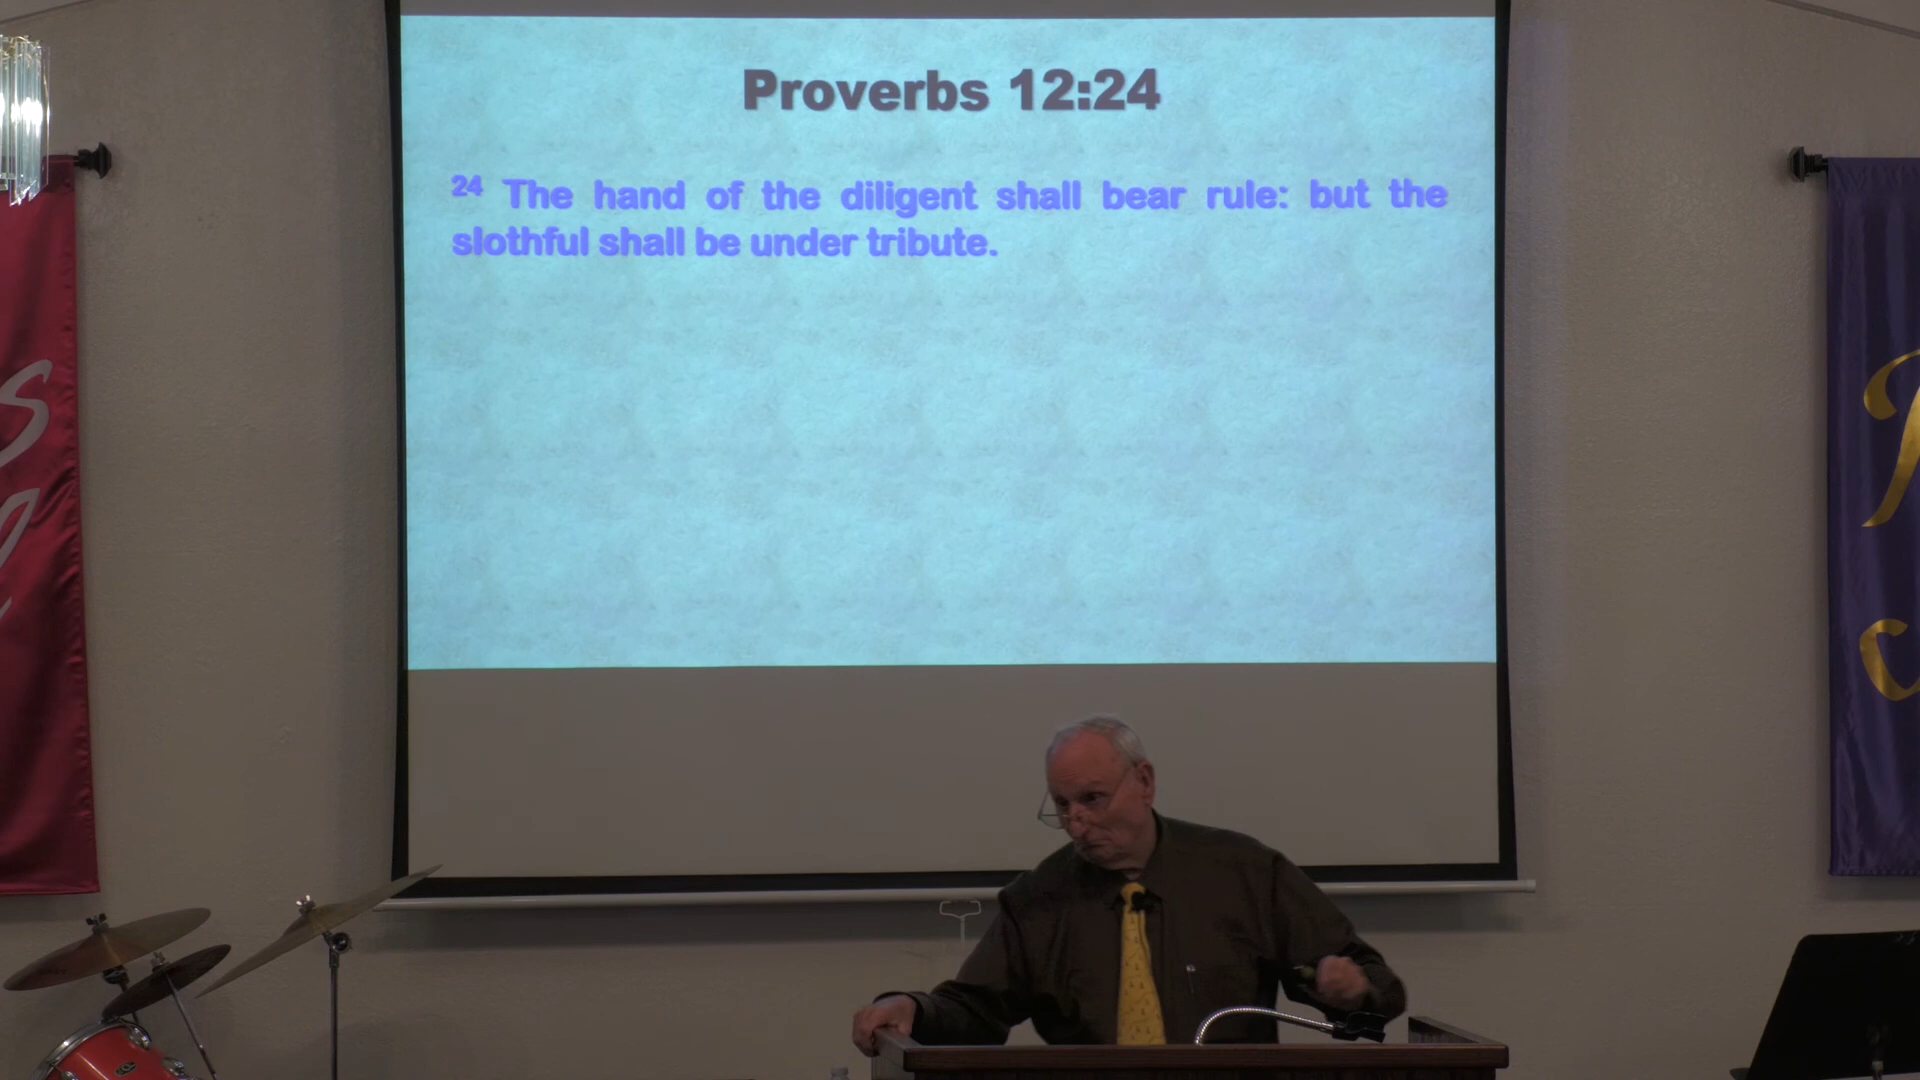 Proverbs 12:24
24 The hand of the diligent shall bear rule: but the
slothful shall be under tribute.